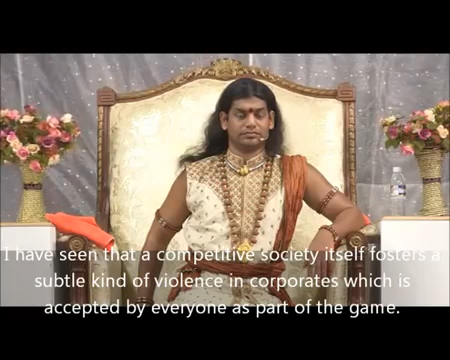 I have seen that a competitive society itself fosters a
subtle kind of violence in corporates which is
accepted by everyone as part of the game.